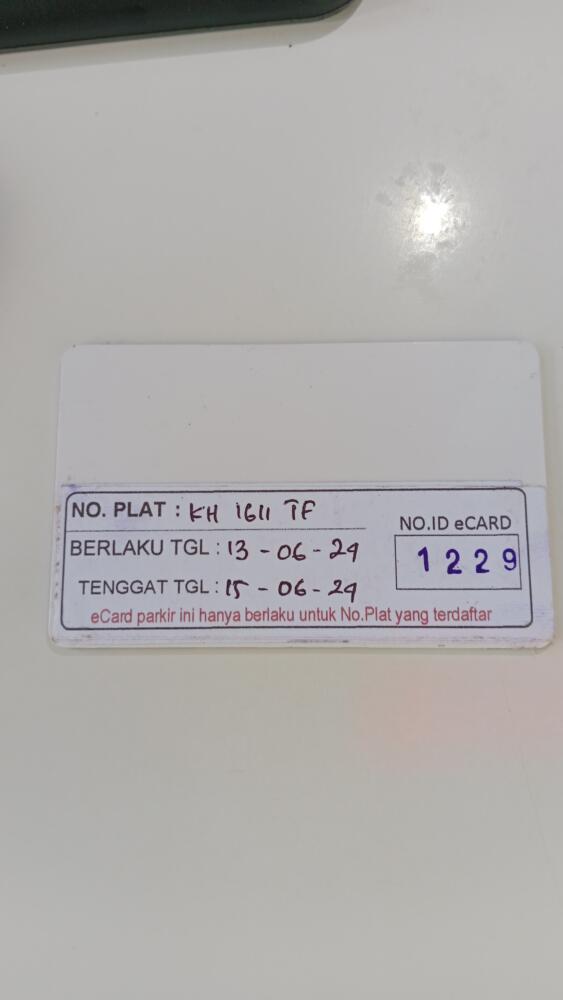 NO. PLAT : KH 1611 TF
BERLAKU TGL : 13 - 06 - 24
TENGGAT TGL : 15 - 06 - 24
NO.ID eCARD
1229
eCard parkir ini hanya berlaku untuk No.Plat yang terdaftar